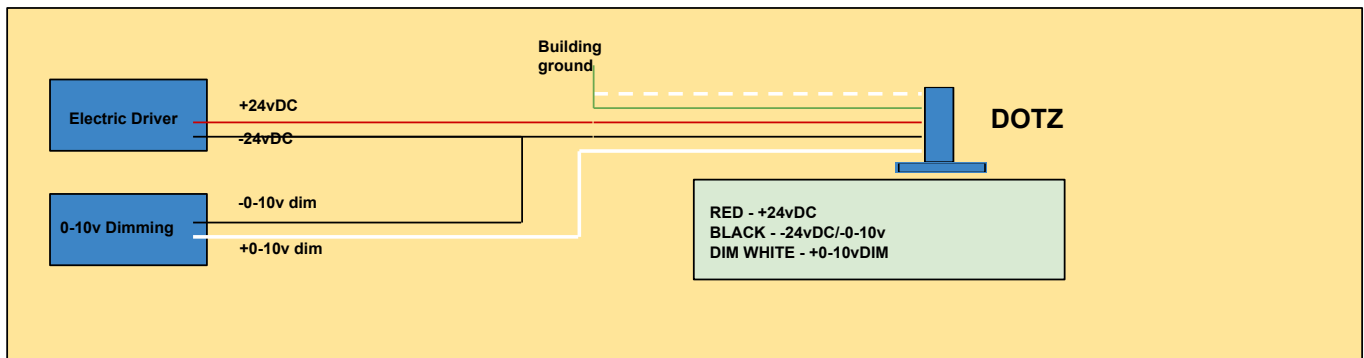 Building
ground
+24vDC
Electric Driver
-24vDC
DOTZ
-0-10v dim
0-10v Dimming
+0-10v dim
RED - +24vDC
BLACK - -24vDC/-0-10v
DIM WHITE - +0-10vDIM